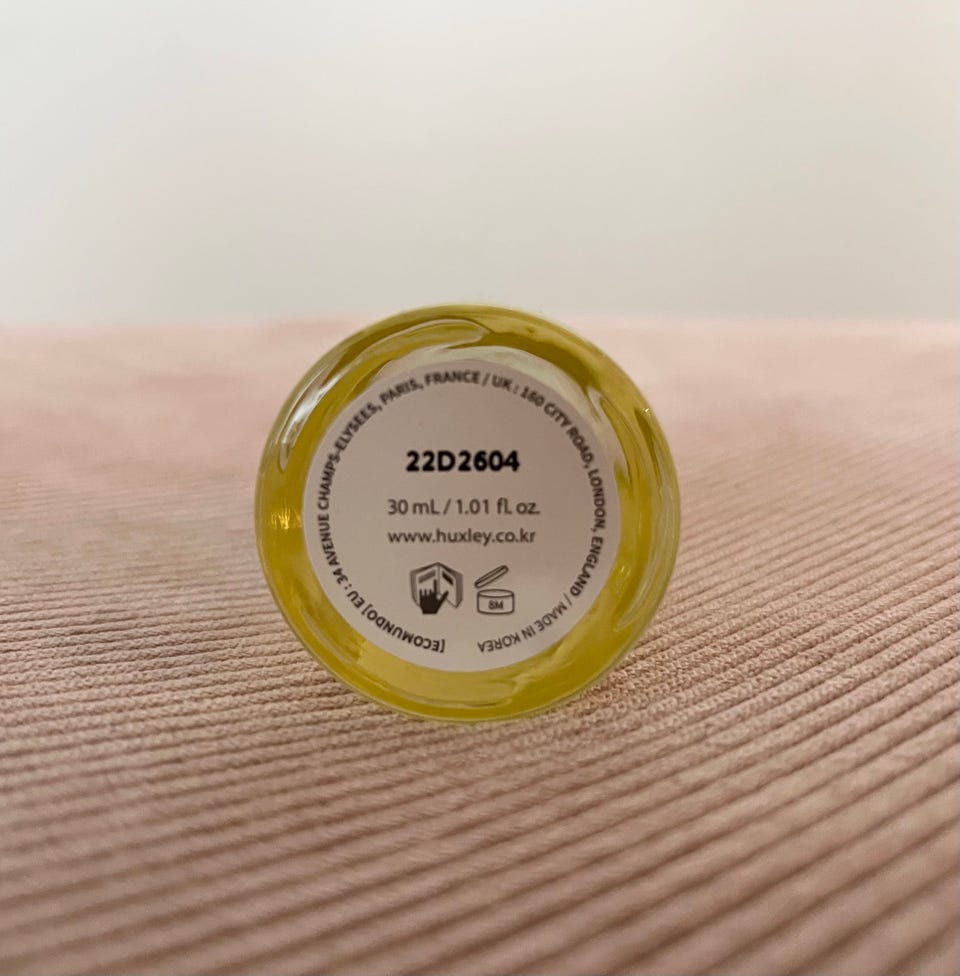 [ECOMUNDO] EU : 34 AVENUE CHAMPS-ELYSEES, PARIS, FRANCE / UK : 160 CITY ROAD, LONDON, ENGLAND / MADE IN KOREA
22D2604
30 mL / 1.01 fl. oz.
www.huxley.co.kr
8M